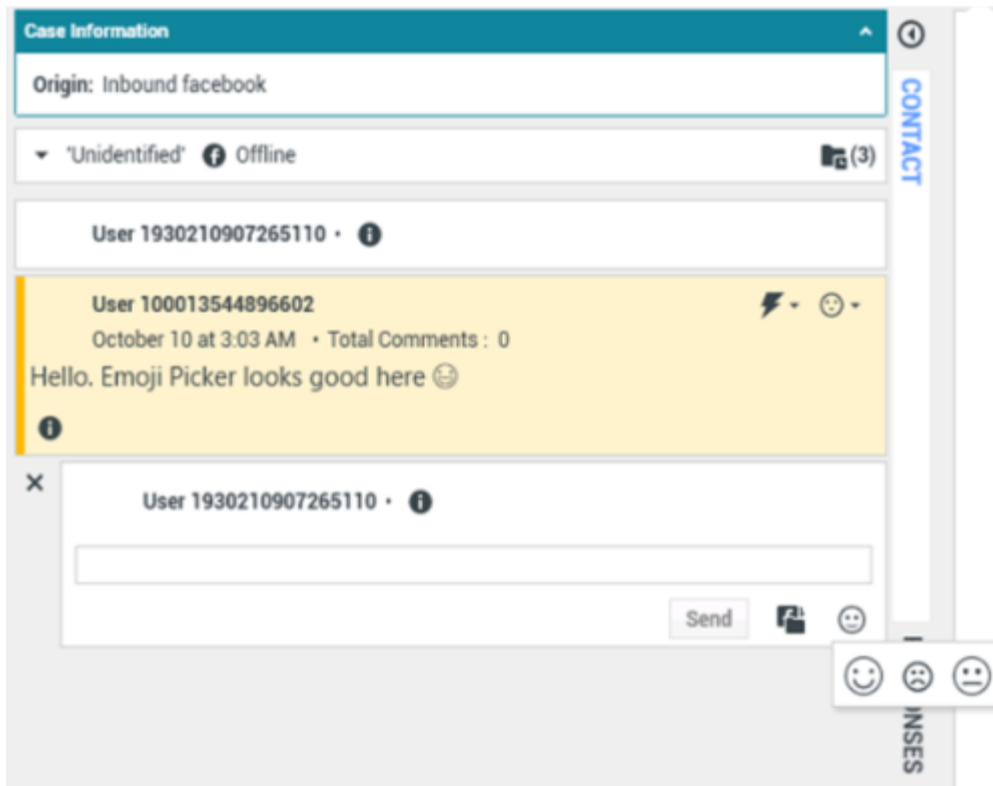 Case Information
Origin: Inbound facebook
'Unidentified' Offline (3)
CONTACT
User 1930210907265110 •
User 100013544896602
October 10 at 3:03 AM • Total Comments : 0
Hello. Emoji Picker looks good here 😃
User 1930210907265110 •
Send